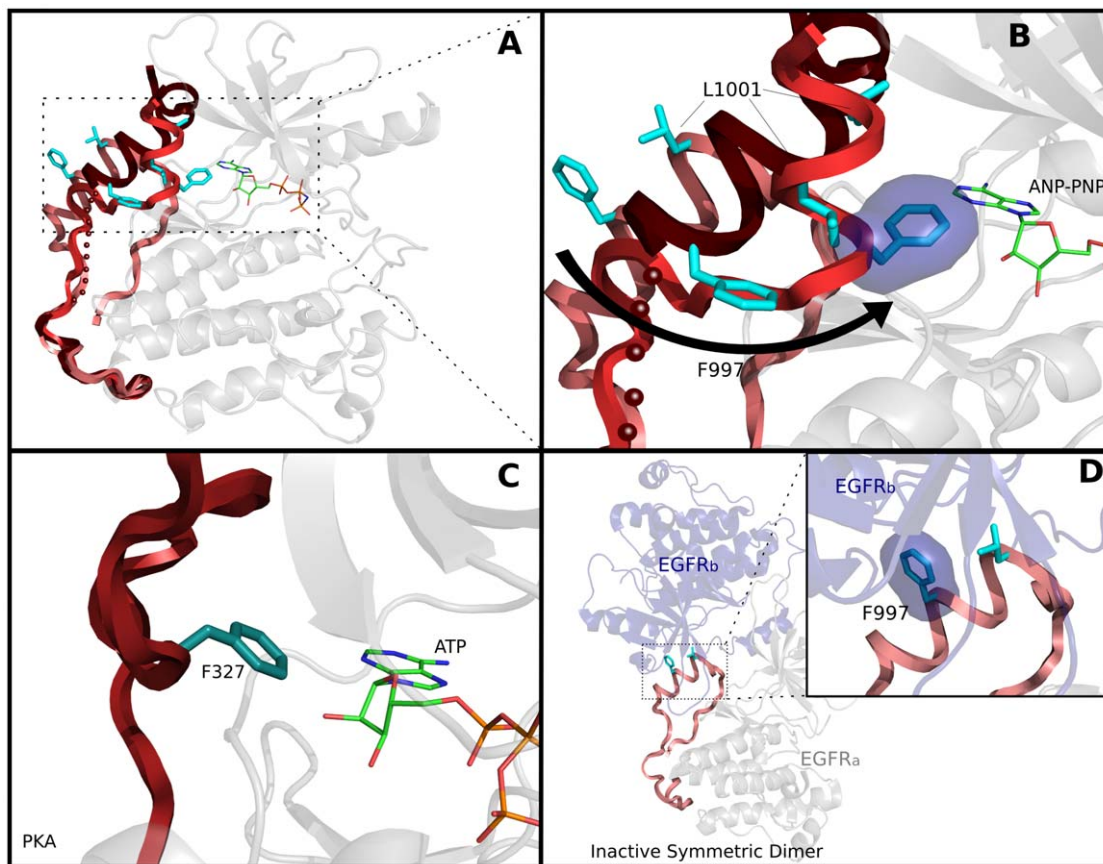 A
B
L1001
ANP-PNP
F997
C
F327
ATP
PKA
D
EGFRb
EGFRb
F997
EGFRa
Inactive Symmetric Dimer